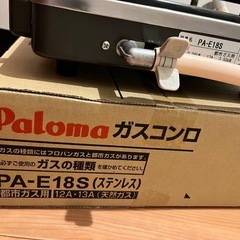 PA-E18S
Paloma ガスコンロ
ガスの種類にはプロパンガスと都市ガスがあります。
必ずご使用のガスの種類を確かめてください。
PA-E18S(ステンレス)
都市ガス用 12A・13A(天然ガス)